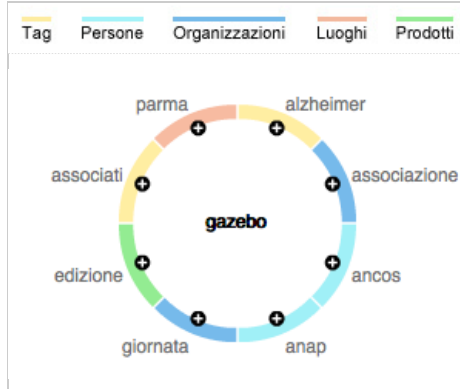 Tag Persone Organizzazioni Luoghi Prodotti
parma alzheimer
associati associazione
gazebo
edizione ancos
giornata anap